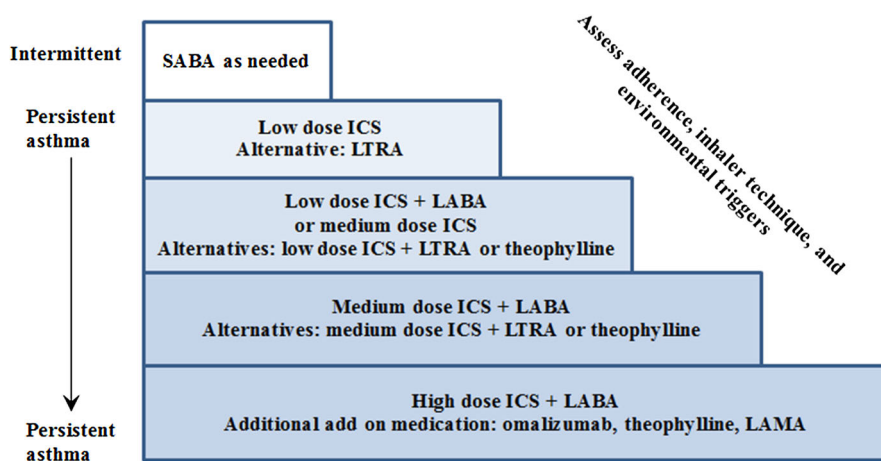 Intermittent
SABA as needed
Persistent
asthma
Low dose ICS
Alternative: LTRA
Low dose ICS + LABA
or medium dose ICS
Alternatives: low dose ICS + LTRA or theophylline
Medium dose ICS + LABA
Alternatives: medium dose ICS + LTRA or theophylline
High dose ICS + LABA
Additional add on medication: omalizumab, theophylline, LAMA
Persistent
asthma
Assess adherence, inhaler technique, and
environmental triggers